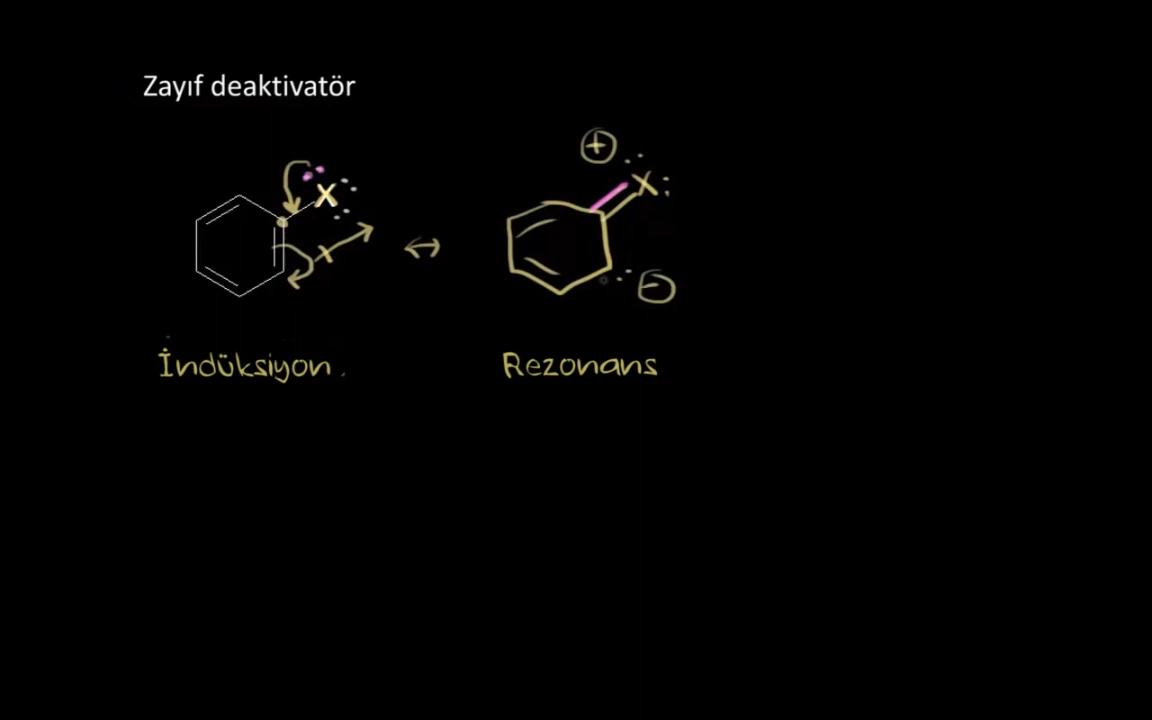 Zayıf deaktivatör
X
+
X
-
İndüksiyon
Rezonans